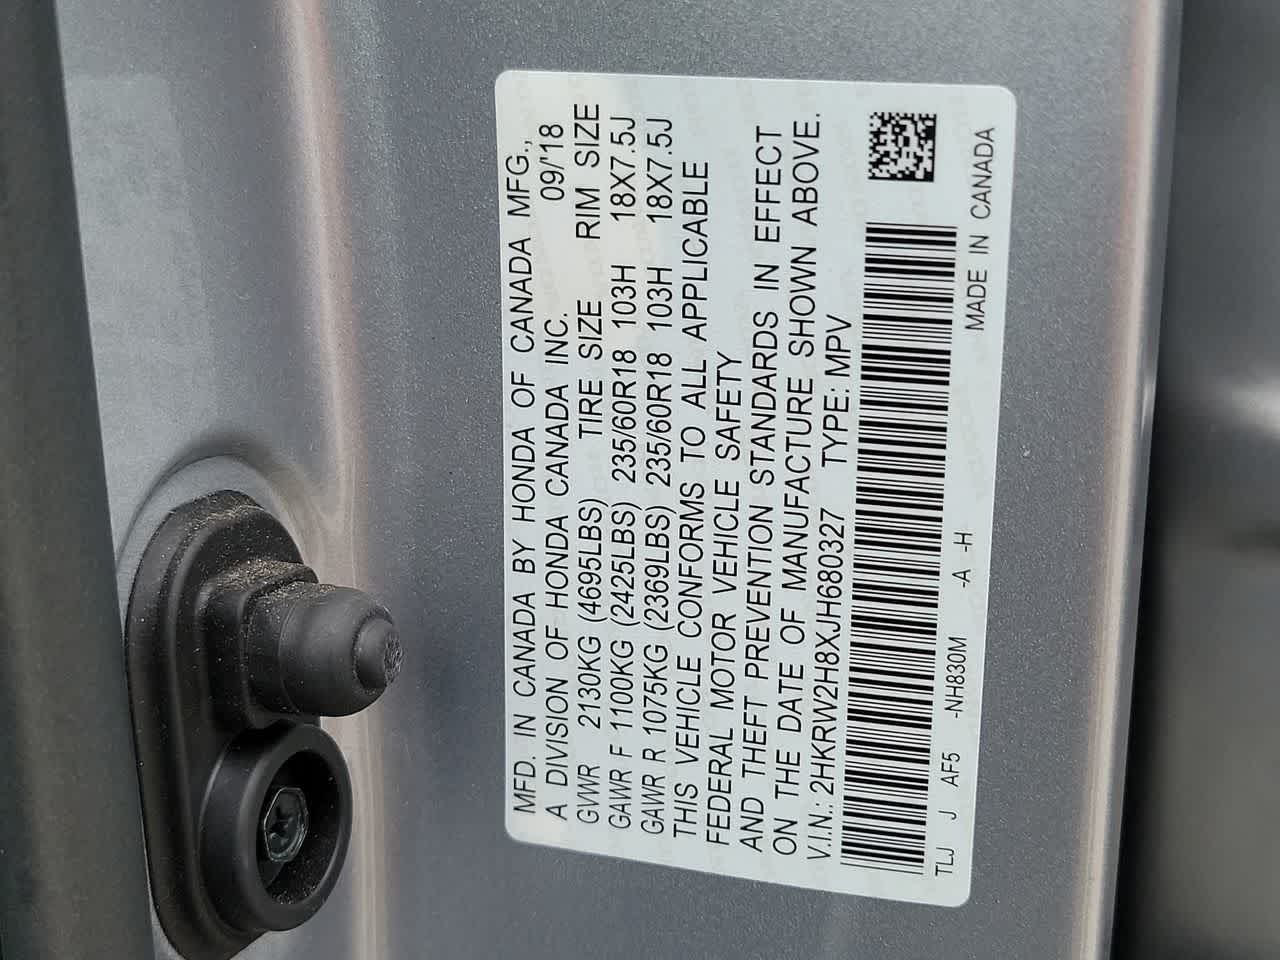 MFD. IN CANADA BY HONDA OF CANADA MFG.,
A DIVISION OF HONDA CANADA INC. 09/'18
GVWR 2130KG (4695LBS) TIRE SIZE RIM SIZE
GAWR F 1100KG (2425LBS) 235/60R18 103H 18X7.5J
GAWR R 1075KG (2369LBS) 235/60R18 103H 18X7.5J
THIS VEHICLE CONFORMS TO ALL APPLICABLE
FEDERAL MOTOR VEHICLE SAFETY
AND THEFT PREVENTION STANDARDS IN EFFECT
ON THE DATE OF MANUFACTURE SHOWN ABOVE.
V.I.N.: 2HKRW2H8XJH680327 TYPE: MPV
TLJ J AF5 -NH830M -A -H MADE IN CANADA